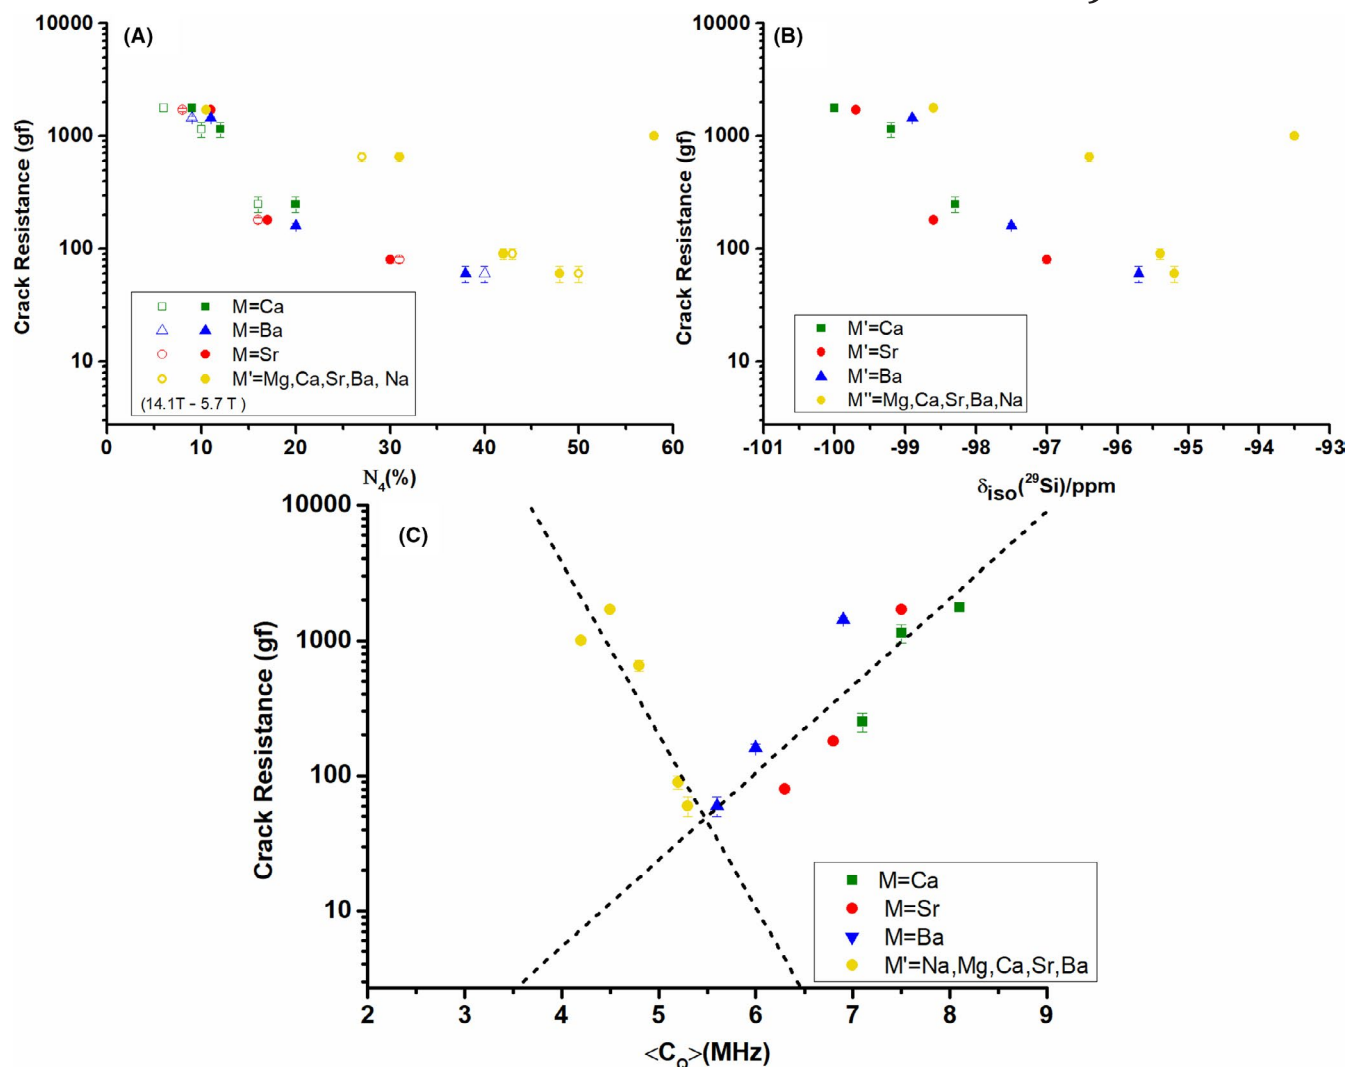 (A)
10000
1000
100
10
Crack Resistance (gf)
M=Ca
M=Ba
M=Sr
M'=Mg,Ca,Sr,Ba, Na
(14.1T - 5.7 T )
0 10 20 30 40 50 60
N4(%)
(B)
10000
1000
100
10
Crack Resistance (gf)
M'=Ca
M'=Sr
M'=Ba
M''=Mg,Ca,Sr,Ba,Na
-101 -100 -99 -98 -97 -96 -95 -94 -93
δiso(29Si)/ppm
(C)
10000
1000
100
10
Crack Resistance (gf)
M=Ca
M=Sr
M=Ba
M'=Na,Mg,Ca,Sr,Ba
2 3 4 5 6 7 8 9
<CQ>(MHz)